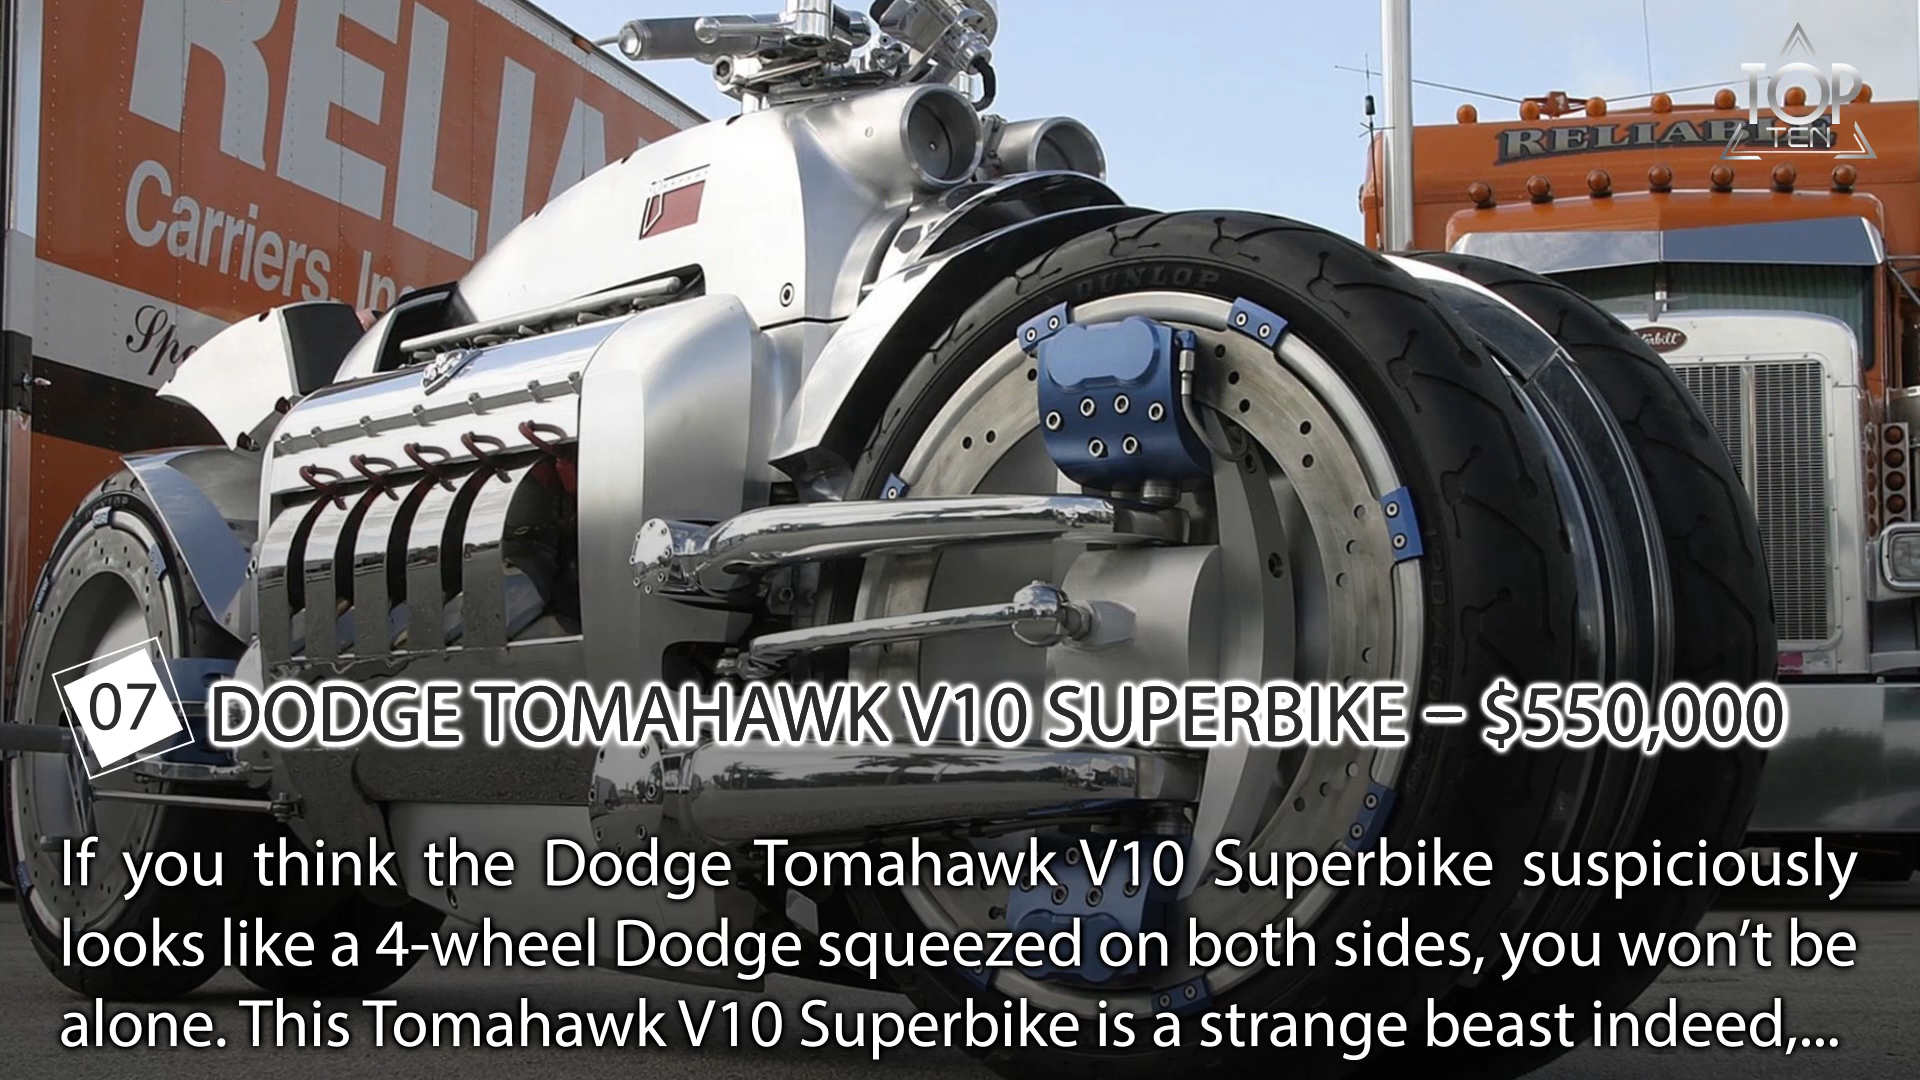 RELIA
Carriers, In
Spe
TOP
TEN
RELIABLE
DUNLOP
07
DODGE TOMAHAWK V10 SUPERBIKE – $550,000
If you think the Dodge Tomahawk V10 Superbike suspiciously
looks like a 4-wheel Dodge squeezed on both sides, you won’t be
alone. This Tomahawk V10 Superbike is a strange beast indeed,...